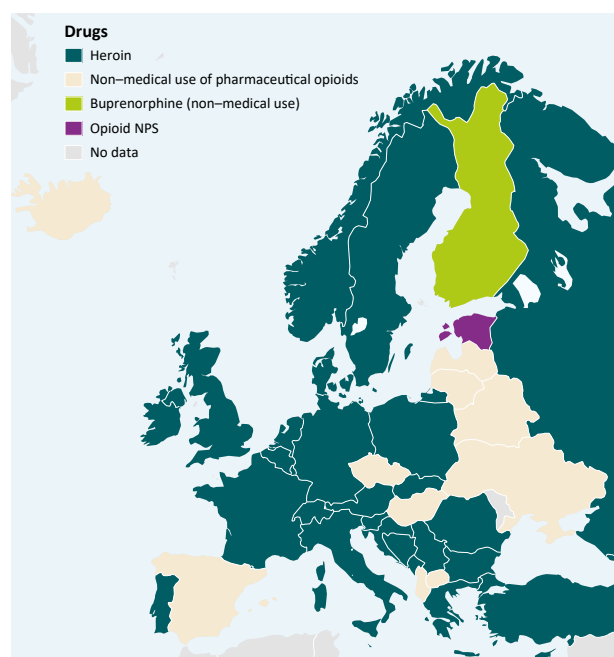 Drugs
Heroin
Non–medical use of pharmaceutical opioids
Buprenorphine (non–medical use)
Opioid NPS
No data